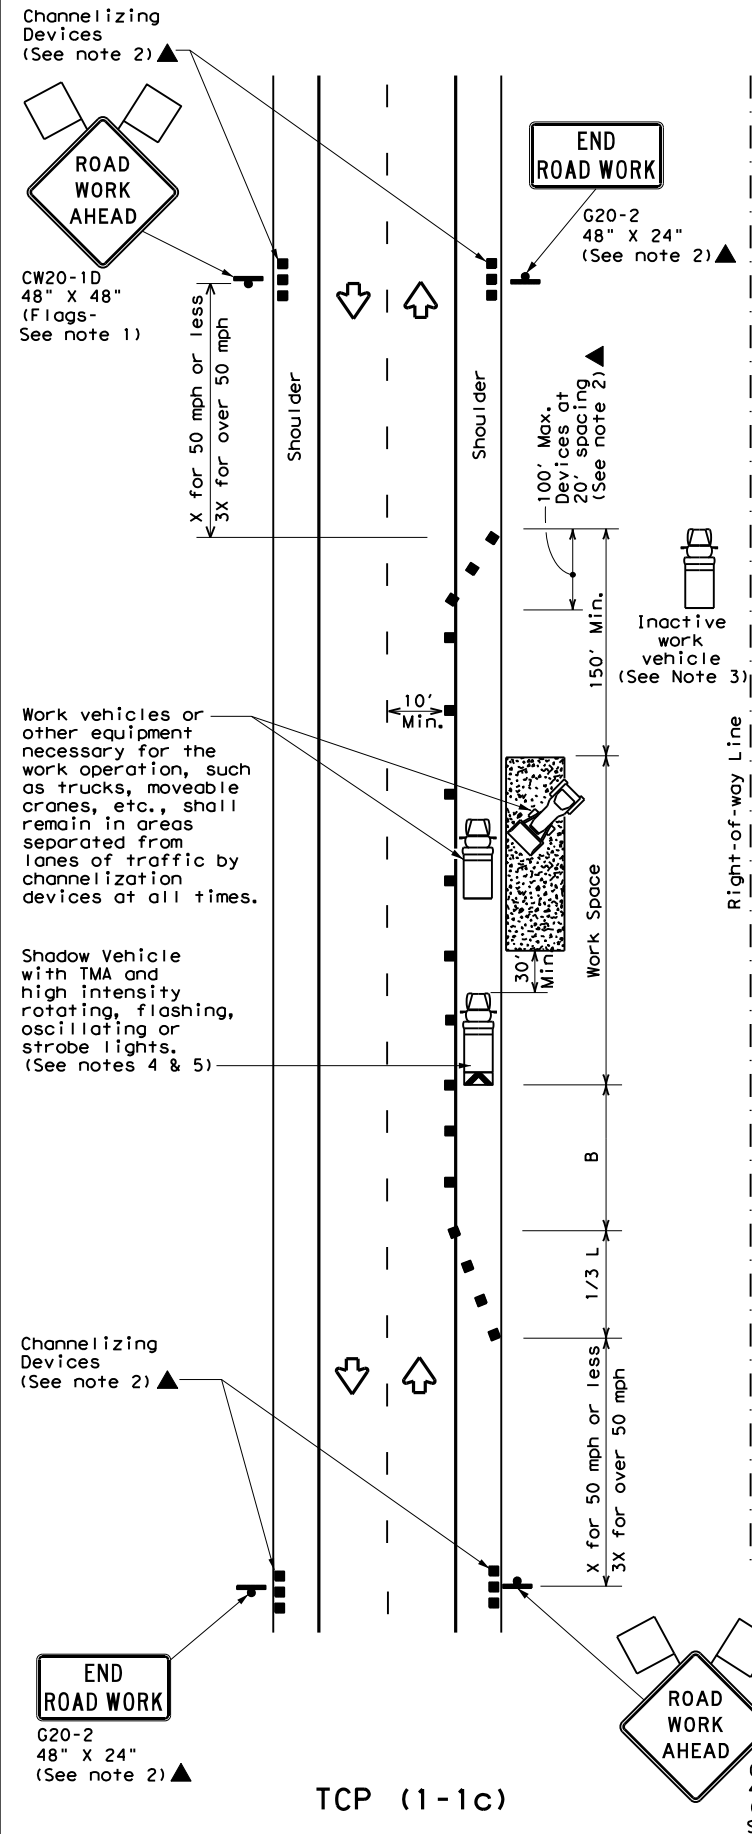 Channelizing
Devices
(See note 2)
ROAD
WORK
AHEAD
CW20-1D
48" X 48"
(Flags-
See note 1)
END
ROAD WORK
G20-2
48" X 24"
(See note 2)
X for 50 mph or less
3X for over 50 mph
Shoulder
Shoulder
100' Max.
Devices at
20' spacing
(See note 2)
150' Min.
Inactive
work
vehicle
(See Note 3)
Right-of-way Line
10'
Min.
Work vehicles or
other equipment
necessary for the
work operation, such
as trucks, moveable
cranes, etc., shall
remain in areas
separated from
lanes of traffic by
channelization
devices at all times.
Work Space
30'
Min.
Shadow Vehicle
with TMA and
high intensity
rotating, flashing,
oscillating or
strobe lights.
(See notes 4 & 5)
B
1/3 L
Channelizing
Devices
(See note 2)
X for 50 mph or less
3X for over 50 mph
END
ROAD WORK
G20-2
48" X 24"
(See note 2)
ROAD
WORK
AHEAD
TCP (1-1c)